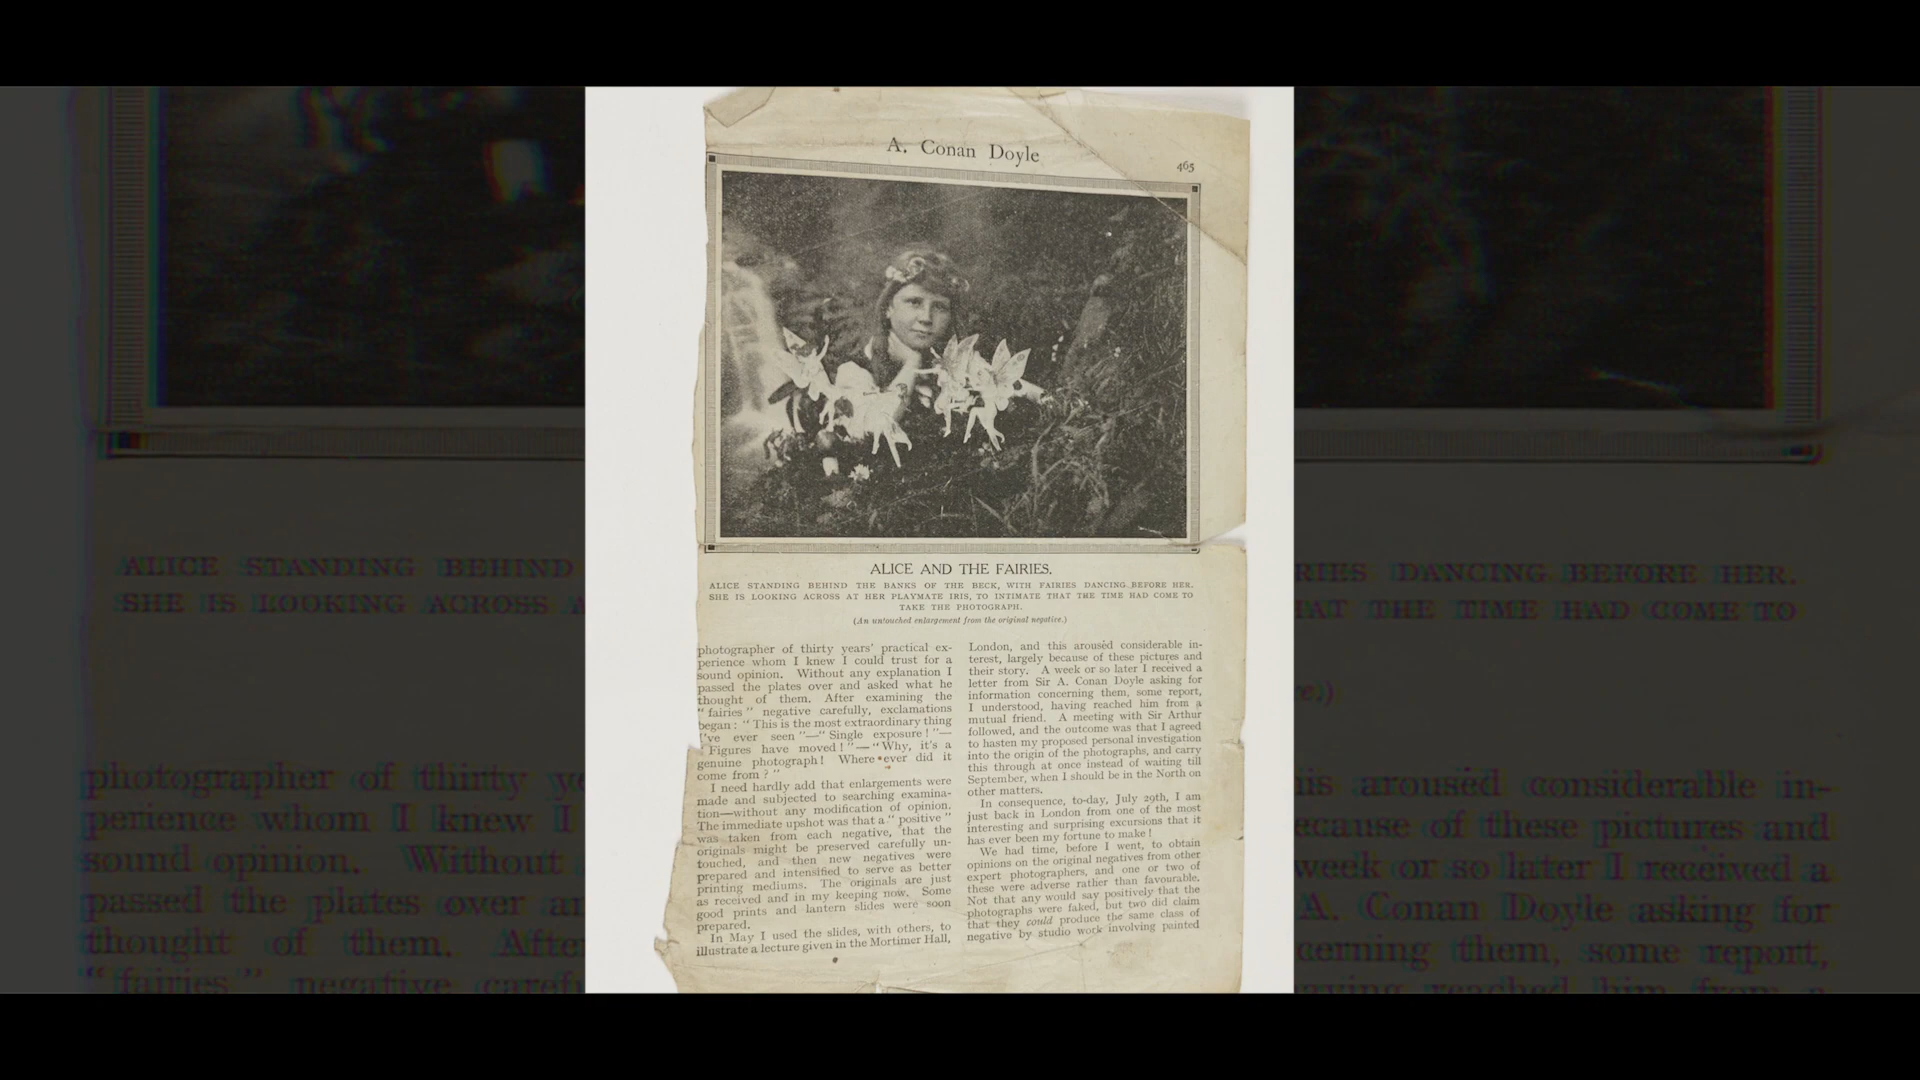 A. Conan Doyle
465
ALICE AND THE FAIRIES.
ALICE STANDING BEHIND THE BANKS OF THE BECK, WITH FAIRIES DANCING BEFORE HER.
SHE IS LOOKING ACROSS AT HER PLAYMATE IRIS, TO INTIMATE THAT THE TIME HAD COME TO
TAKE THE PHOTOGRAPH.
(An untouched enlargement from the original negative.)
photographer of thirty years' practical ex-
perience whom I knew I could trust for a
sound opinion. Without any explanation I
passed the plates over and asked what he
thought of them. After examining the
"fairies" negative carefully, exclamations
began: "This is the most extraordinary thing
I've ever seen"—"Single exposure!"—
"Figures have moved!"—"Why, it's a
genuine photograph! Where ever did it
come from?"
I need hardly add that enlargements were
made and subjected to searching examina-
tion—without any modification of opinion.
The immediate upshot was that a "positive"
was taken from each negative, that the
originals might be preserved carefully un-
touched, and then new negatives were
prepared and intensified to serve as better
printing mediums. The originals are just
as received and in my keeping now. Some
good prints and lantern slides were soon
prepared.
In May I used the slides, with others, to
illustrate a lecture given in the Mortimer Hall,
London, and this aroused considerable in-
terest, largely because of these pictures and
their story. A week or so later I received a
letter from Sir A. Conan Doyle asking for
information concerning them, some report,
I understood, having reached him from a
mutual friend. A meeting with Sir Arthur
followed, and the outcome was that I agreed
to hasten my proposed personal investigation
into the origin of the photographs, and carry
this through at once instead of waiting till
September, when I should be in the North on
other matters.
In consequence, to-day, July 29th, I am
just back in London from one of the most
interesting and surprising excursions that it
has ever been my fortune to make!
We had time, before I went, to obtain
opinions on the original negatives from other
expert photographers, and one or two of
these were adverse rather than favourable.
Not that any would say positively that the
photographs were faked, but two did claim
that they could produce the same class of
negative by studio work involving painted